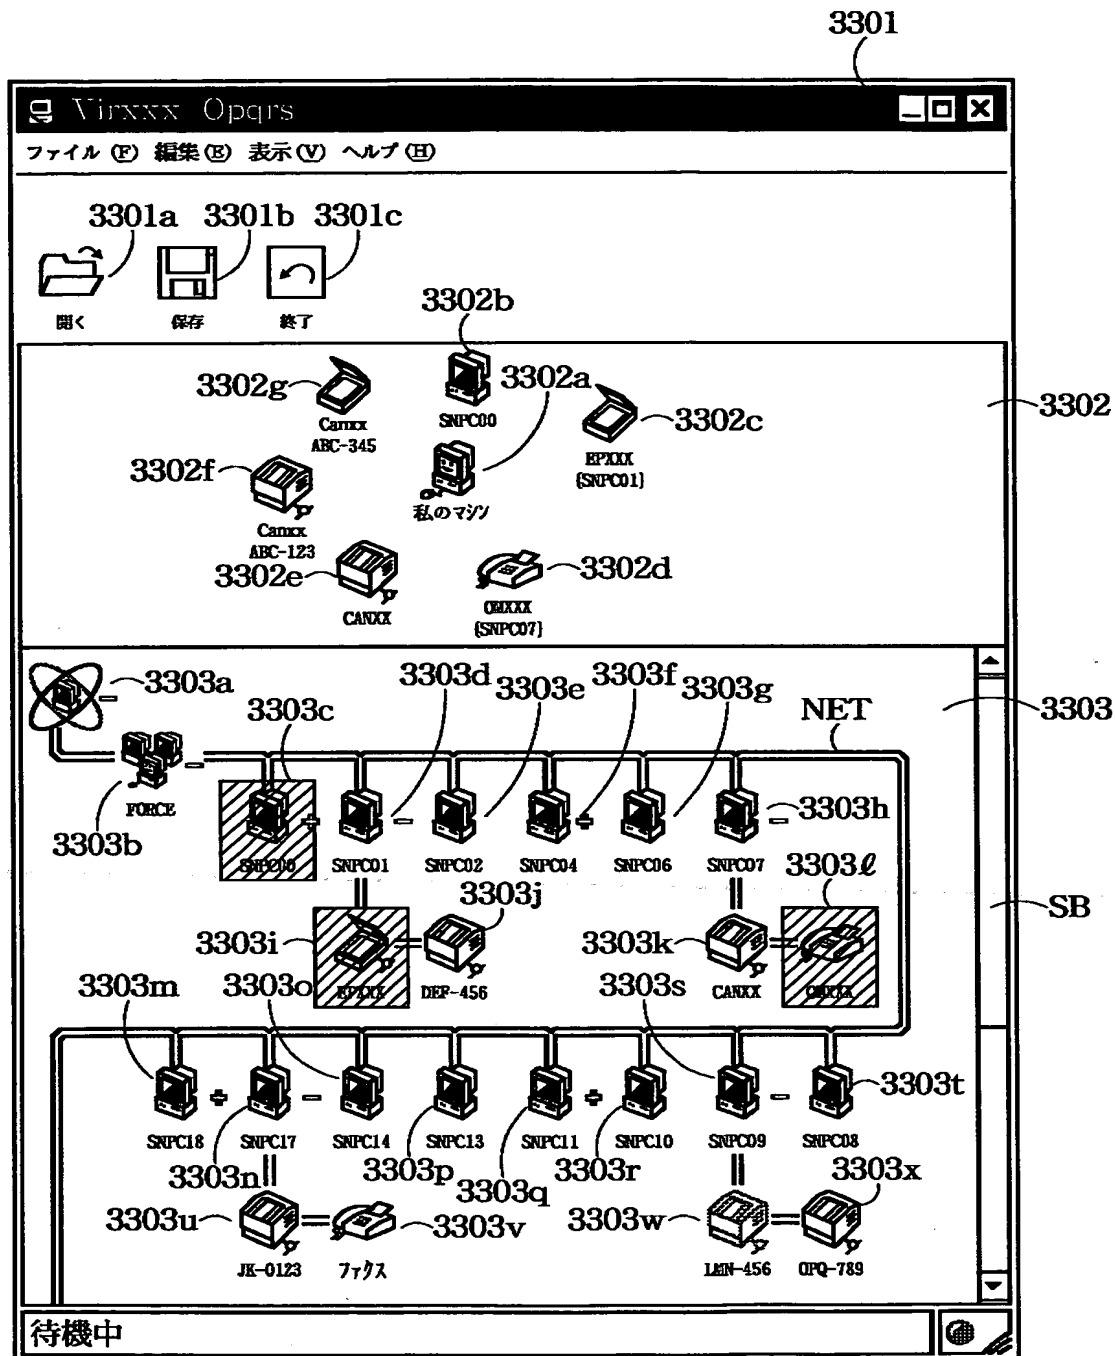 3301
Virxxx Opqrs
ファイル (F) 編集(E) 表示(V) ヘルプ(H)
3301a 3301b 3301c
開く 保存 終了
3302b
3302g 3302a
Canxx
ABC-345
SNPC00
3302c
3302
EPXXX
{SNPC01}
3302f
私のマシン
Canxx
ABC-123
3302e
3302d
CANXX
OMXXX
{SNPC07}
3303a 3303d 3303e 3303f 3303g
3303c NET 3303
FORCE
3303b
3303h
SNPC00 SNPC01 SNPC02 SNPC04 SNPC06 SNPC07
3303j 3303ℓ
SB
3303i 3303k
EPXXX DEF-456 CANXX OMXXX
3303m 3303o 3303s
3303t
SNPC18 SNPC17 SNPC14 SNPC13 SNPC11 SNPC10 SNPC09 SNPC08
3303n 3303p 3303q 3303r 3303x
3303u 3303v 3303w
JK-0123 ファクス LMN-456 OPQ-789
待機中